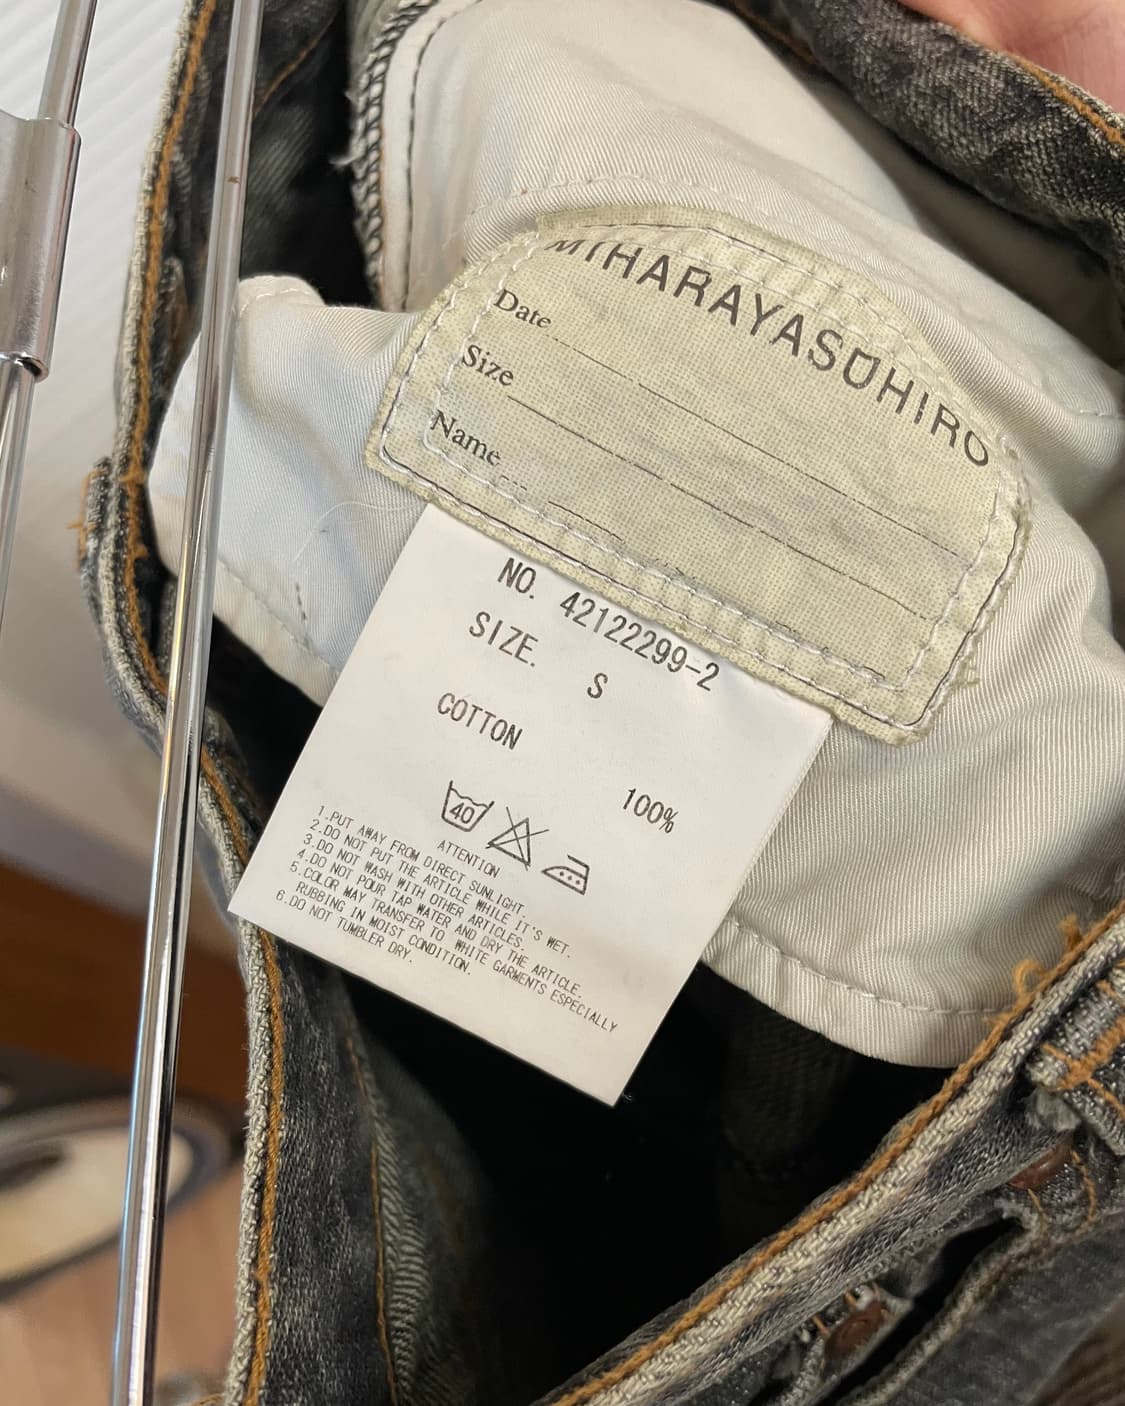 MIHARAYASUHIRO
Date
Size
Name
NO. 42122299-2
SIZE. S
COTTON 100%
40
ATTENTION
1.PUT AWAY FROM DIRECT SUNLIGHT.
2.DO NOT PUT THE ARTICLE WHILE IT'S WET.
3.DO NOT WASH WITH OTHER ARTICLES.
4.DO NOT POUR TAP WATER AND DRY THE ARTICLE.
5.COLOR MAY TRANSFER TO WHITE GARMENTS ESPECIALLY
RUBBING IN MOIST CONDITION.
6.DO NOT TUMBLER DRY.